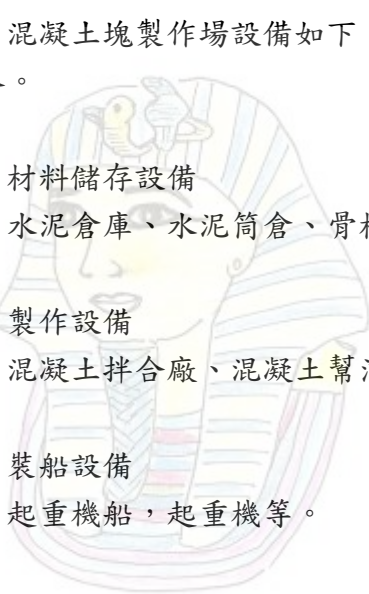 混凝土塊製作場設備如下
。
材料儲存設備
水泥倉庫、水泥筒倉、骨材
製作設備
混凝土拌合廠、混凝土幫
裝船設備
起重機船,起重機等。